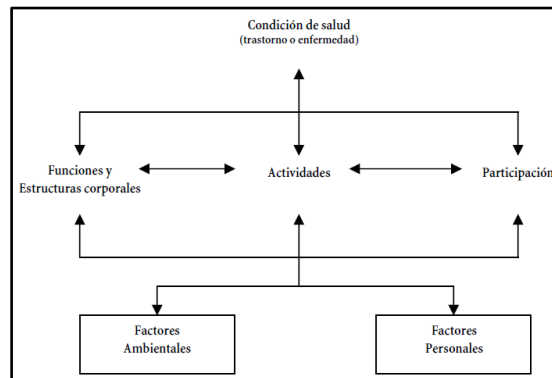 Condición de salud
(trastorno o enfermedad)
Funciones y
Estructuras corporales
Actividades
Participación
Factores
Ambientales
Factores
Personales